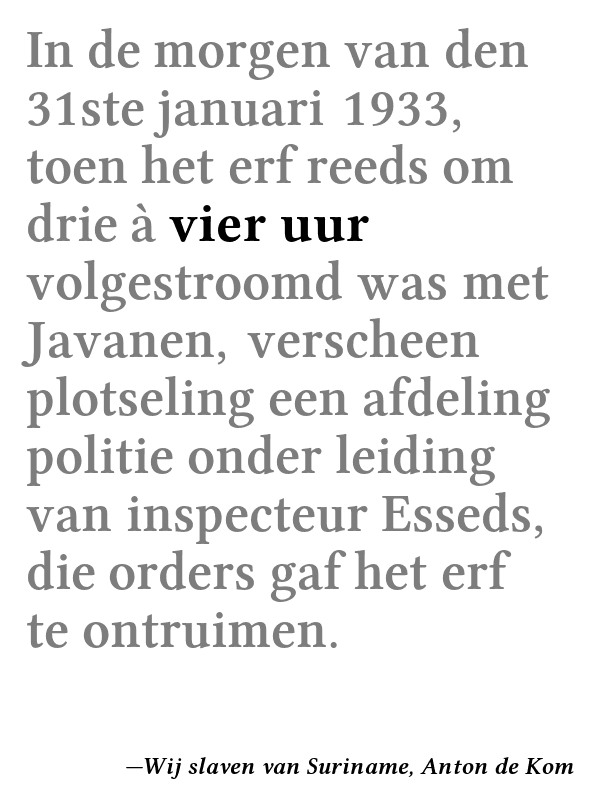 In de morgen van den
31ste januari 1933,
toen het erf reeds om
drie à vier uur
volgestroomd was met
Javanen, verscheen
plotseling een afdeling
politie onder leiding
van inspecteur Esseds,
die orders gaf het erf
te ontruimen.
—Wij slaven van Suriname, Anton de Kom